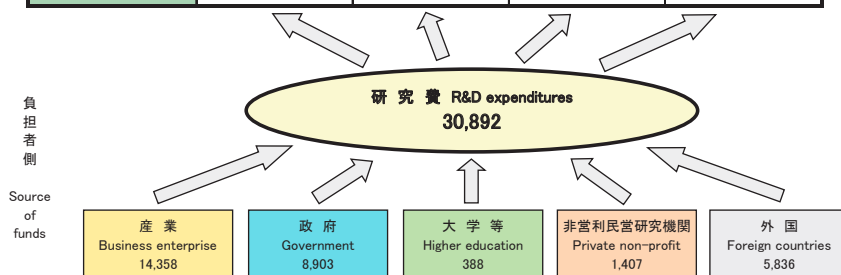 研 究 費 R&D expenditures
30,892
負
担
者
側
Source
of
funds
産 業
Business enterprise
14,358
政 府
Government
8,903
大 学 等
Higher education
388
非営利民営研究機関
Private non-profit
1,407
外 国
Foreign countries
5,836